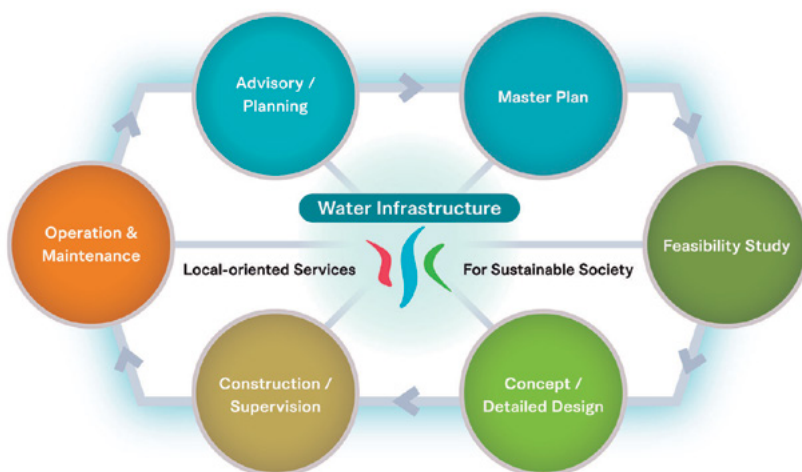 Advisory /
Planning
Master Plan
Water Infrastructure
Operation &
Maintenance
Feasibility Study
Local-oriented Services
For Sustainable Society
Construction /
Supervision
Concept /
Detailed Design